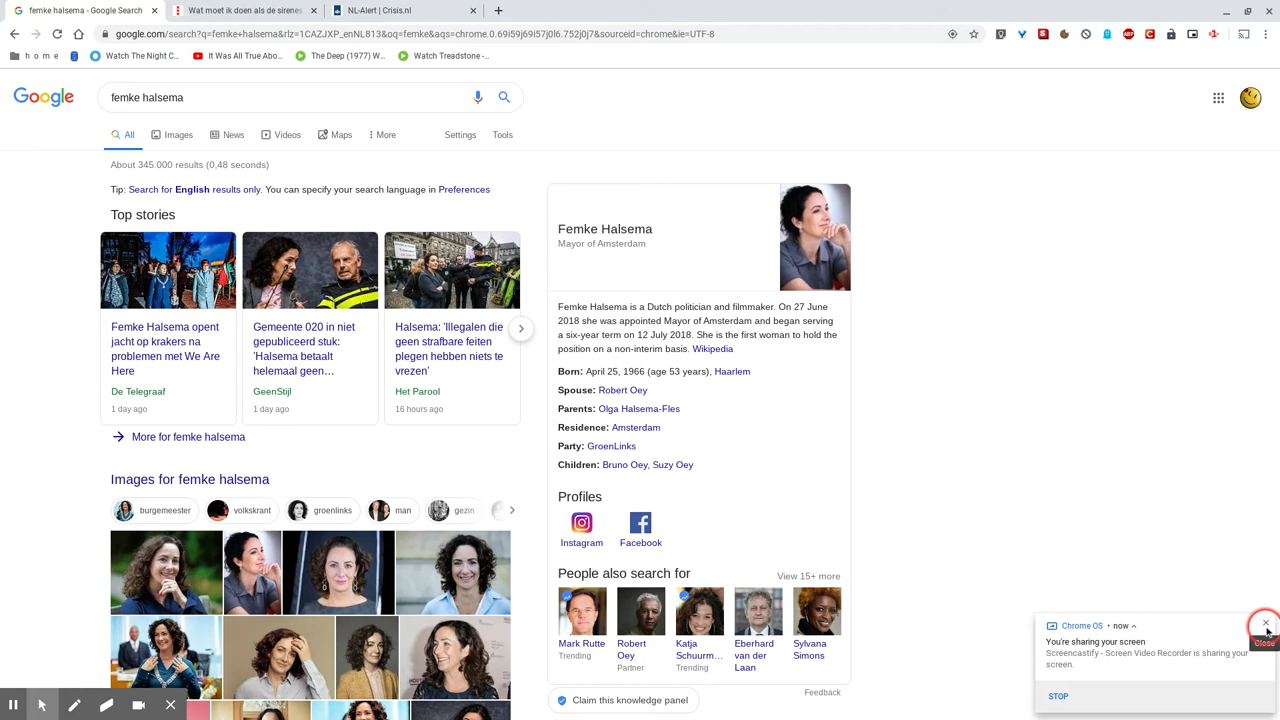 femke halsema - Google Search
Wat moet ik doen als de sirenes
NL-Alert | Crisis.nl
google.com/search?q=femke+halsema&rlz=1CAZJXP_enNL813&oq=femke&aqs=chrome.0.69i59j69i57j0l6.752j0j7&sourceid=chrome&ie=UTF-8
h o m e
Watch The Night C...
It Was All True Abo...
The Deep (1977) W...
Watch Treadstone -...
Google
femke halsema
All
Images
News
Videos
Maps
More
Settings
Tools
About 345.000 results (0,48 seconds)
Tip: Search for English results only. You can specify your search language in Preferences
Top stories
Femke Halsema opent
jacht op krakers na
problemen met We Are
Here
De Telegraaf
1 day ago
Gemeente 020 in niet
gepubliceerd stuk:
'Halsema betaalt
helemaal geen…
GeenStijl
1 day ago
Halsema: 'Illegalen die
geen strafbare feiten
plegen hebben niets te
vrezen'
Het Parool
16 hours ago
More for femke halsema
Images for femke halsema
burgemeester
volkskrant
groenlinks
man
gezin
Femke Halsema
Mayor of Amsterdam
Femke Halsema is a Dutch politician and filmmaker. On 27 June
2018 she was appointed Mayor of Amsterdam and began serving
a six-year term on 12 July 2018. She is the first woman to hold the
position on a non-interim basis. Wikipedia
Born: April 25, 1966 (age 53 years), Haarlem
Spouse: Robert Oey
Parents: Olga Halsema-Fles
Residence: Amsterdam
Party: GroenLinks
Children: Bruno Oey, Suzy Oey
Profiles
Instagram
Facebook
People also search for
View 15+ more
Mark Rutte
Trending
Robert
Oey
Partner
Katja
Schuurm…
Trending
Eberhard
van der
Laan
Sylvana
Simons
Feedback
Claim this knowledge panel
Chrome OS • now
You're sharing your screen
Screencastify - Screen Video Recorder is sharing your
screen.
Close
STOP